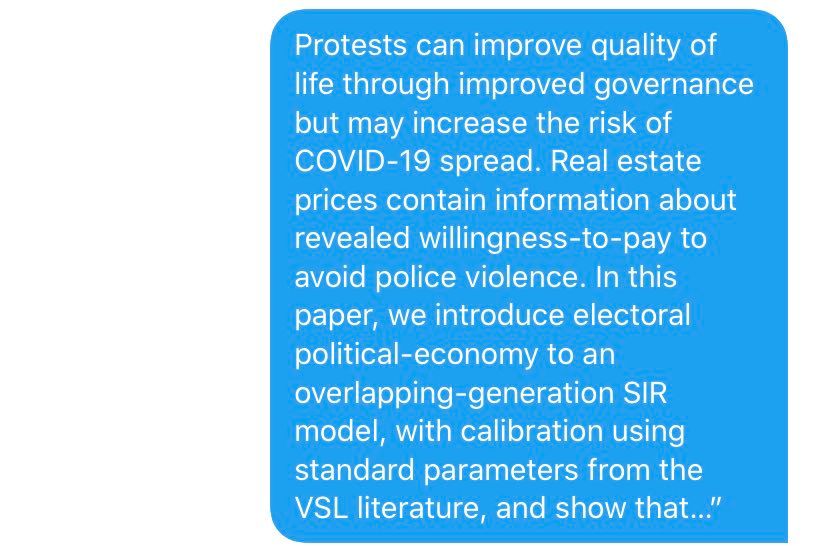 Protests can improve quality of
life through improved governance
but may increase the risk of
COVID-19 spread. Real estate
prices contain information about
revealed willingness-to-pay to
avoid police violence. In this
paper, we introduce electoral
political-economy to an
overlapping-generation SIR
model, with calibration using
standard parameters from the
VSL literature, and show that...”